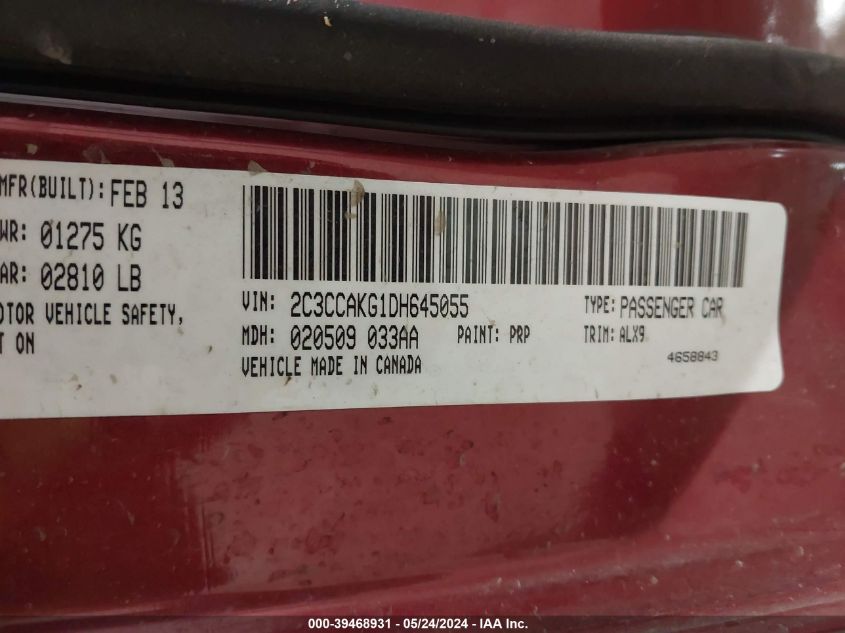 MFR(BUILT): FEB 13
WR: 01275 KG
AR: 02810 LB
OTOR VEHICLE SAFETY,
T ON
VIN: 2C3CCAKG1DH645055
TYPE: PASSENGER CAR
MDH: 020509 033AA
PAINT: PRP
TRIM: ALX9
VEHICLE MADE IN CANADA
4658843
000-39468931 - 05/24/2024 - IAA Inc.